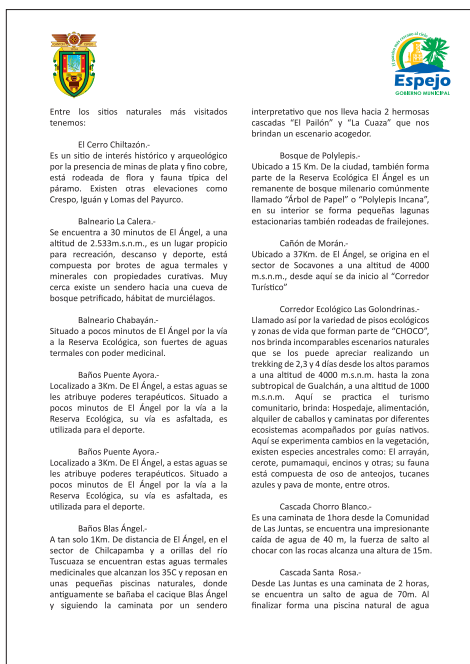 El pueblo más cercano al cielo
Espejo
GOBIERNO MUNICIPAL
Entre los sitios naturales más visitados
tenemos:
El Cerro Chiltazón.-
Es un sitio de interés histórico y arqueológico
por la presencia de minas de plata y fino cobre,
está rodeada de flora y fauna típica del
páramo. Existen otras elevaciones como
Crespo, Iguán y Lomas del Payurco.
Balneario La Calera.-
Se encuentra a 30 minutos de El Ángel, a una
altitud de 2.533m.s.n.m., es un lugar propicio
para recreación, descanso y deporte, está
compuesta por brotes de agua termales y
minerales con propiedades curativas. Muy
cerca existe un sendero hacia una cueva de
bosque petrificado, hábitat de murciélagos.
Balneario Chabayán.-
Situado a pocos minutos de El Ángel por la vía
a la Reserva Ecológica, son fuertes de aguas
termales con poder medicinal.
Baños Puente Ayora.-
Localizado a 3Km. De El Ángel, a estas aguas se
les atribuye poderes terapéuticos. Situado a
pocos minutos de El Ángel por la vía a la
Reserva Ecológica, su vía es asfaltada, es
utilizada para el deporte.
Baños Puente Ayora.-
Localizado a 3Km. De El Ángel, a estas aguas se
les atribuye poderes terapéuticos. Situado a
pocos minutos de El Ángel por la vía a la
Reserva Ecológica, su vía es asfaltada, es
utilizada para el deporte.
Baños Blas Ángel.-
A tan solo 1Km. De distancia de El Ángel, en el
sector de Chilcapamba y a orillas del río
Tuscuaza se encuentran estas aguas termales
medicinales que alcanzan los 35C y reposan en
unas pequeñas piscinas naturales, donde
antiguamente se bañaba el cacique Blas Ángel
y siguiendo la caminata por un sendero
interpretativo que nos lleva hacia 2 hermosas
cascadas “El Pailón” y “La Cuaza” que nos
brindan un escenario acogedor.
Bosque de Polylepis.-
Ubicado a 15 Km. De la ciudad, también forma
parte de la Reserva Ecológica El Ángel es un
remanente de bosque milenario comúnmente
llamado “Árbol de Papel” o “Polylepis Incana”,
en su interior se forma pequeñas lagunas
estacionarias también rodeadas de frailejones.
Cañón de Morán.-
Ubicado a 37Km. de El Ángel, se origina en el
sector de Socavones a una altitud de 4000
m.s.n.m., desde aquí se da inicio al “Corredor
Turístico”
Corredor Ecológico Las Golondrinas.-
Llamado así por la variedad de pisos ecológicos
y zonas de vida que forman parte de “CHOCO”,
nos brinda incomparables escenarios naturales
que se los puede apreciar realizando un
trekking de 2,3 y 4 días desde los altos paramos
a una altitud de 4000 m.s.n.m. hasta la zona
subtropical de Gualchán, a una altitud de 1000
m.s.n.m. Aquí se practica el turismo
comunitario, brinda: Hospedaje, alimentación,
alquiler de caballos y caminatas por diferentes
ecosistemas acompañados por guías nativos.
Aquí se experimenta cambios en la vegetación,
existen especies ancestrales como: El arrayán,
cerote, pumamaqui, encinos y otras; su fauna
está compuesta de oso de anteojos, tucanes
azules y pava de monte, entre otros.
Cascada Chorro Blanco.-
Es una caminata de 1hora desde la Comunidad
de Las Juntas, se encuentra una impresionante
caída de agua de 40 m, la fuerza de salto al
chocar con las rocas alcanza una altura de 15m.
Cascada Santa Rosa.-
Desde Las Juntas es una caminata de 2 horas,
se encuentra un salto de agua de 70m. Al
finalizar forma una piscina natural de agua